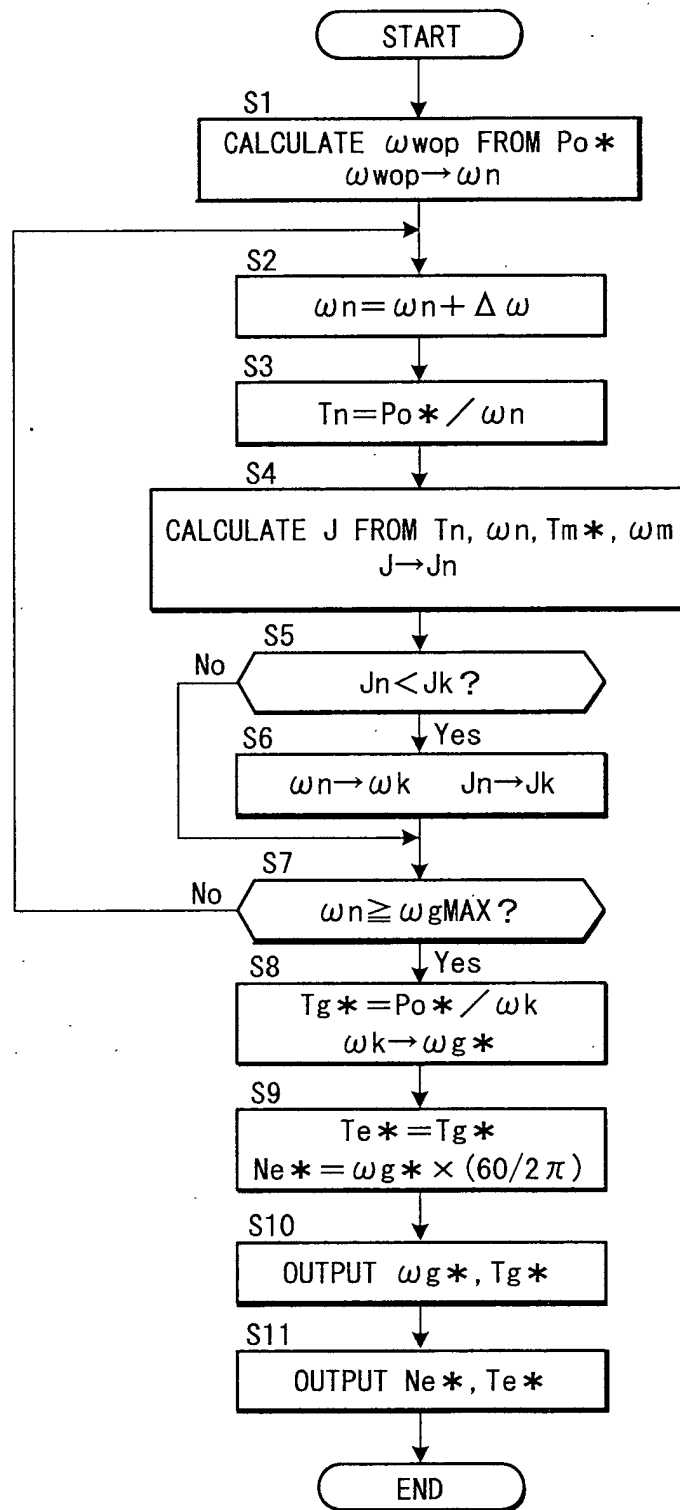 START
S1
CALCULATE ωwop FROM Po*
ωwop→ωn
S2
ωn=ωn+Δω
S3
Tn=Po*/ωn
S4
CALCULATE J FROM Tn, ωn, Tm*, ωm
J→Jn
S5
No
Jn<Jk?
Yes
S6
ωn→ωk Jn→Jk
S7
No
ωn≧ωgMAX?
Yes
S8
Tg*=Po*/ωk
ωk→ωg*
S9
Te*=Tg*
Ne*=ωg*×(60/2π)
S10
OUTPUT ωg*, Tg*
S11
OUTPUT Ne*, Te*
END